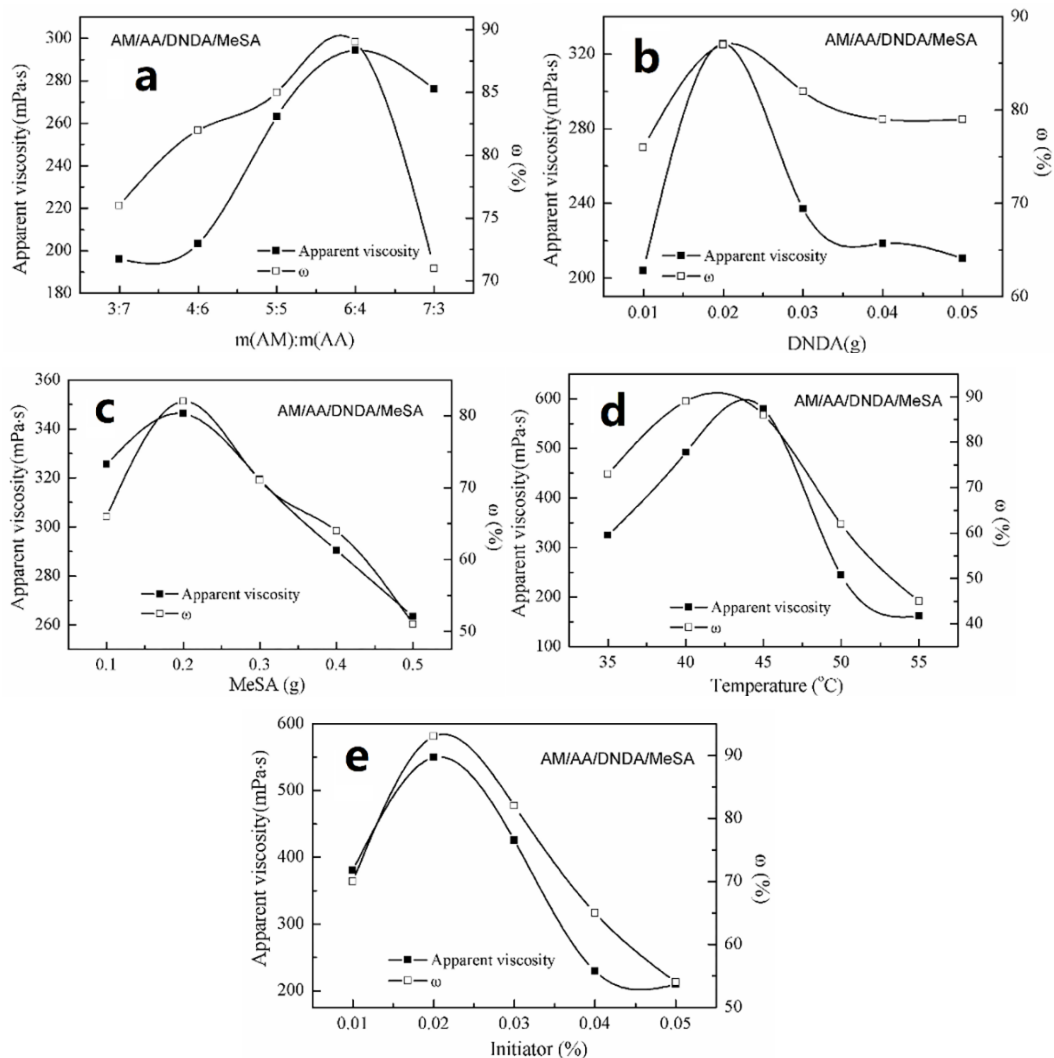 a
AM/AA/DNDA/MeSA
Apparent viscosity(mPa·s)
300
280
260
240
220
200
180
90
85
80
75
70
ω (%)
Apparent viscosity
ω
3:7 4:6 5:5 6:4 7:3
m(AM):m(AA)
b
AM/AA/DNDA/MeSA
Apparent viscosity(mPa·s)
320
280
240
200
90
80
70
60
ω (%)
Apparent viscosity
ω
0.01 0.02 0.03 0.04 0.05
DNDA(g)
c
AM/AA/DNDA/MeSA
Apparent viscosity(mPa·s)
360
340
320
300
280
260
80
70
60
50
ω (%)
Apparent viscosity
ω
0.1 0.2 0.3 0.4 0.5
MeSA (g)
d
AM/AA/DNDA/MeSA
Apparent viscosity(mPa·s)
600
500
400
300
200
100
90
80
70
60
50
40
ω (%)
Apparent viscosity
ω
35 40 45 50 55
Temperature (°C)
e
AM/AA/DNDA/MeSA
Apparent viscosity(mPa·s)
600
500
400
300
200
90
80
70
60
50
ω (%)
Apparent viscosity
ω
0.01 0.02 0.03 0.04 0.05
Initiator (%)